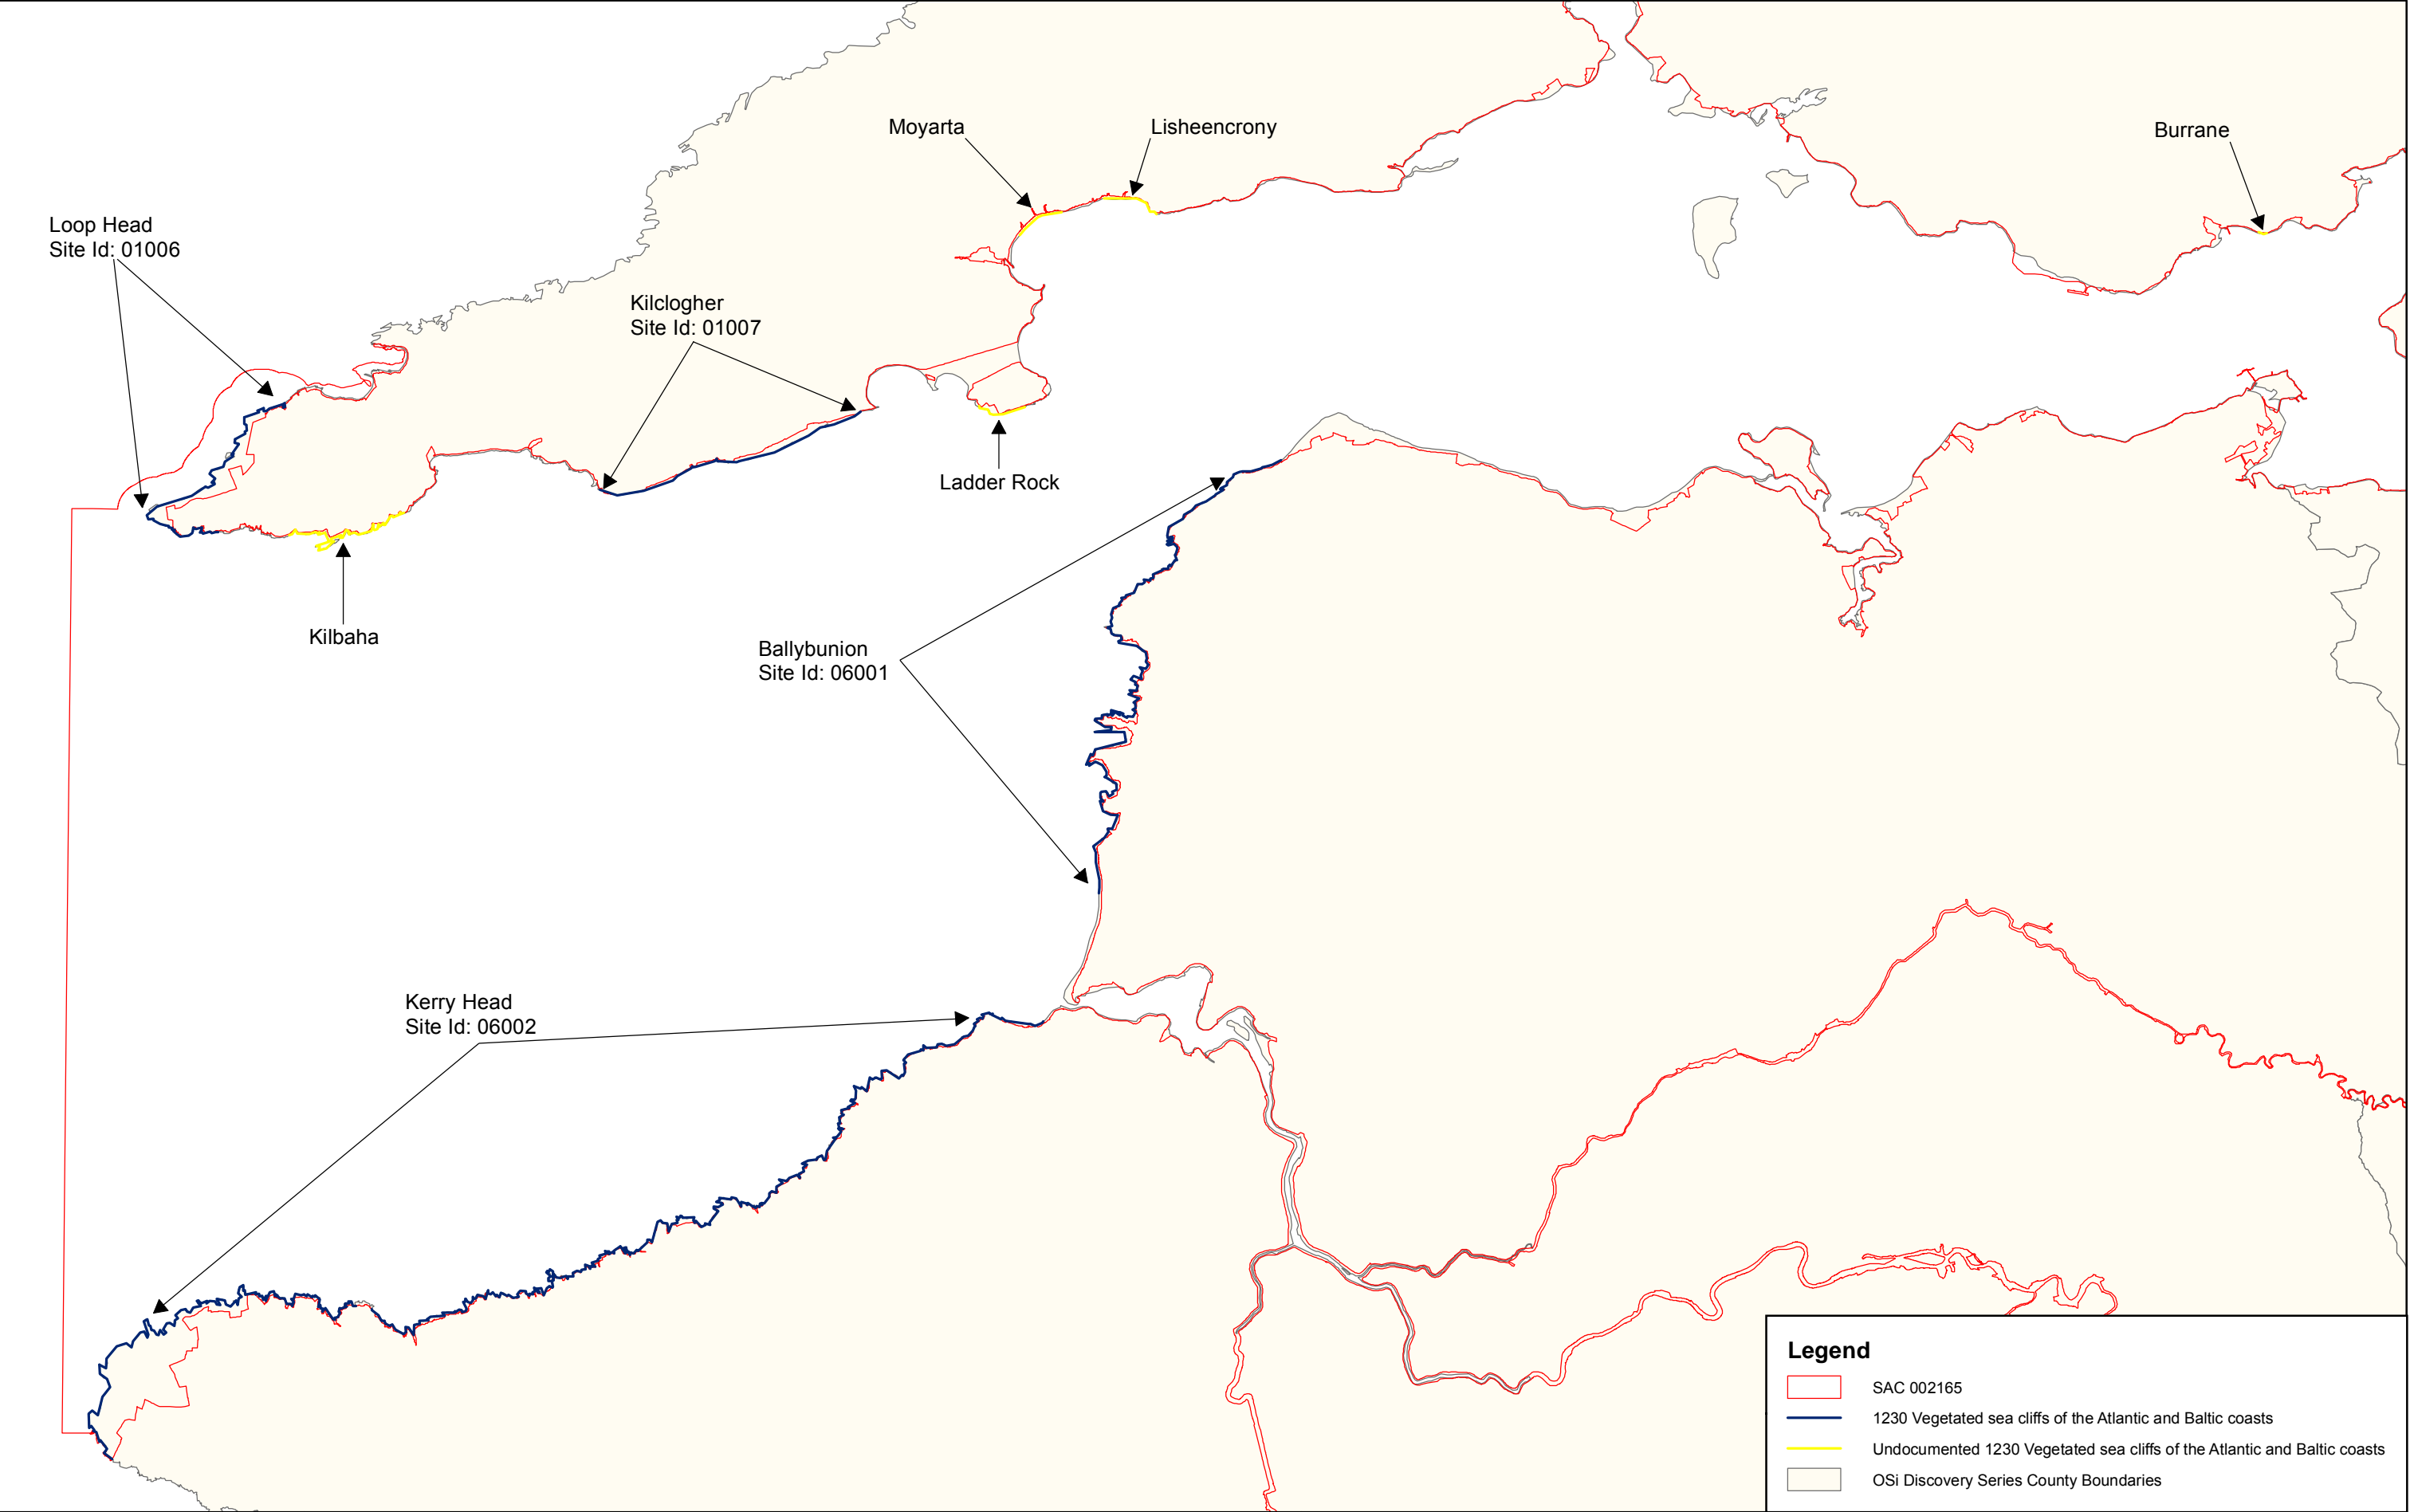 Moyarta
Lisheencrony
Burrane
Loop Head
Site Id: 01006
Kilclogher
Site Id: 01007
Ladder Rock
Kilbaha
Ballybunion
Site Id: 06001
Kerry Head
Site Id: 06002
Legend
SAC 002165
1230 Vegetated sea cliffs of the Atlantic and Baltic coasts
Undocumented 1230 Vegetated sea cliffs of the Atlantic and Baltic coasts
OSi Discovery Series County Boundaries